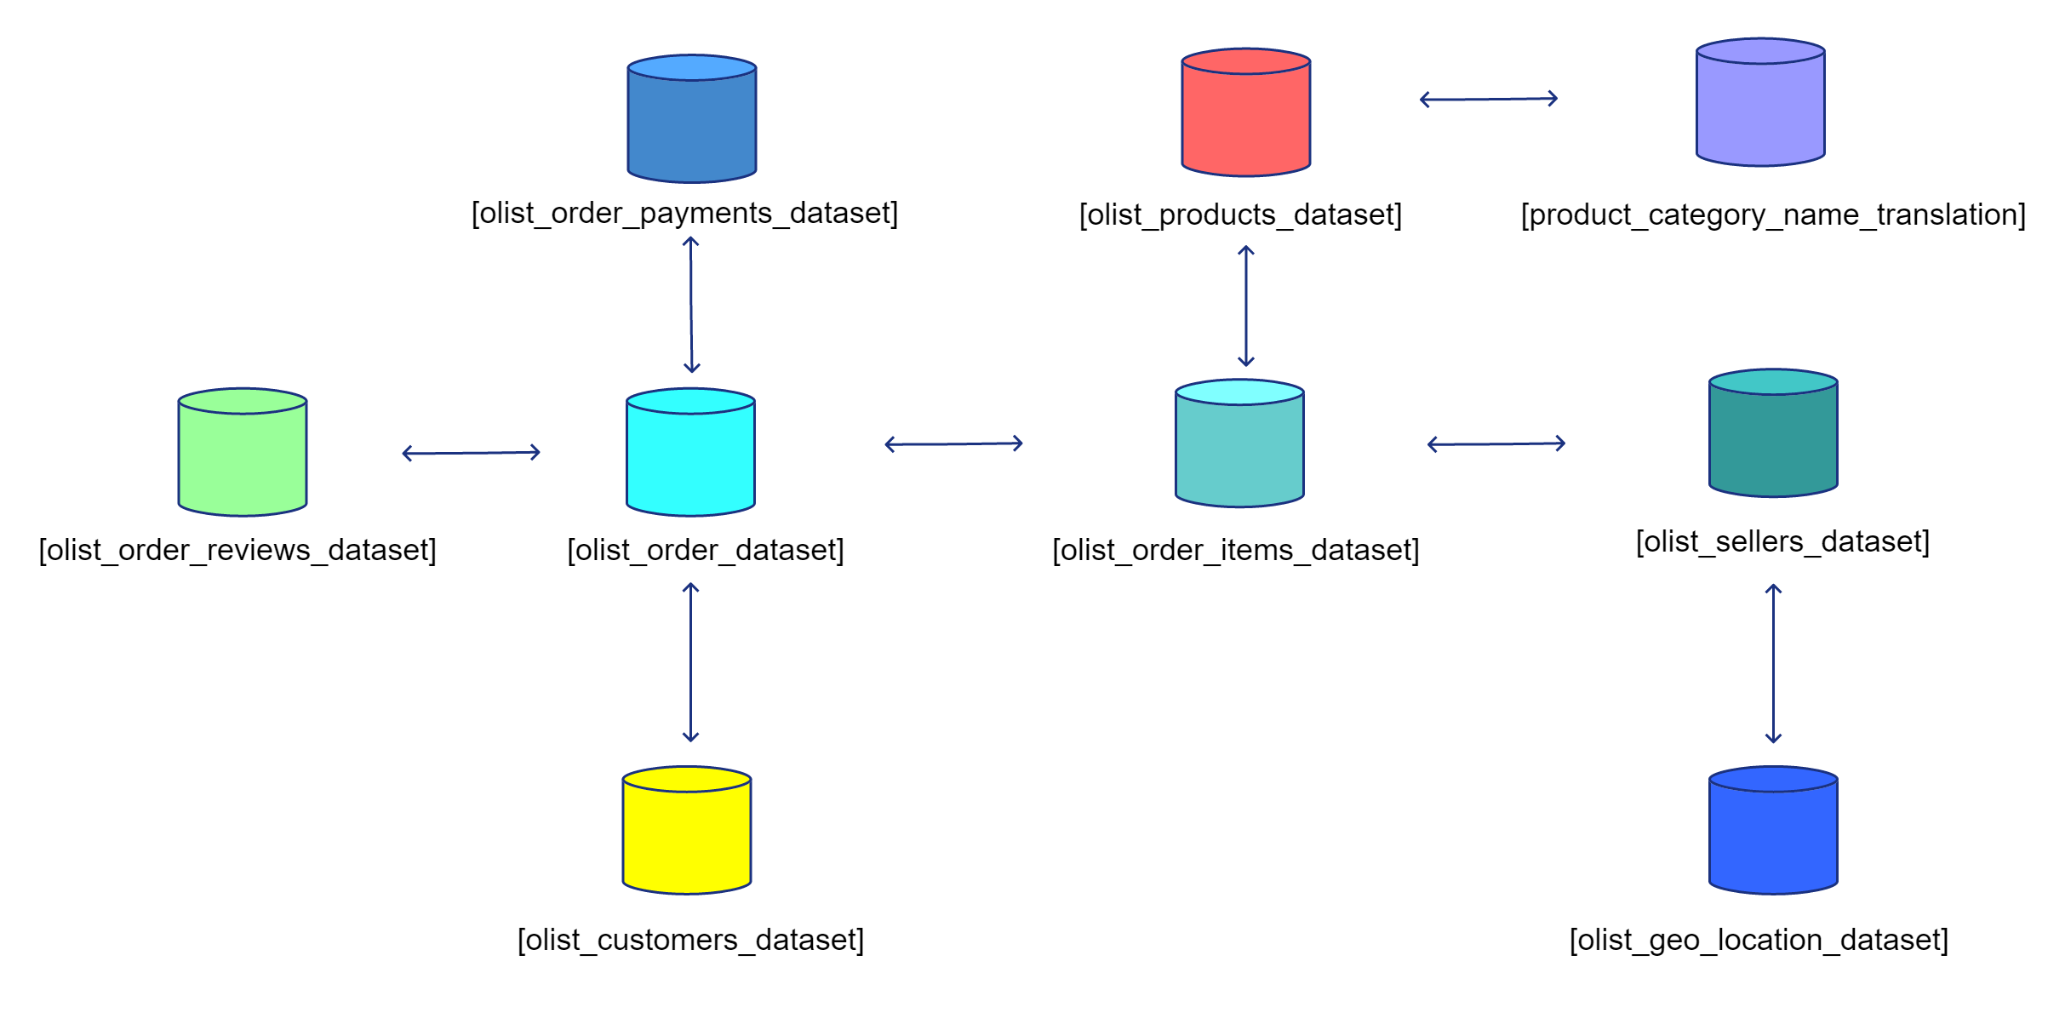 [olist_order_payments_dataset]
[olist_products_dataset]
[product_category_name_translation]
[olist_order_reviews_dataset]
[olist_order_dataset]
[olist_order_items_dataset]
[olist_sellers_dataset]
[olist_customers_dataset]
[olist_geo_location_dataset]